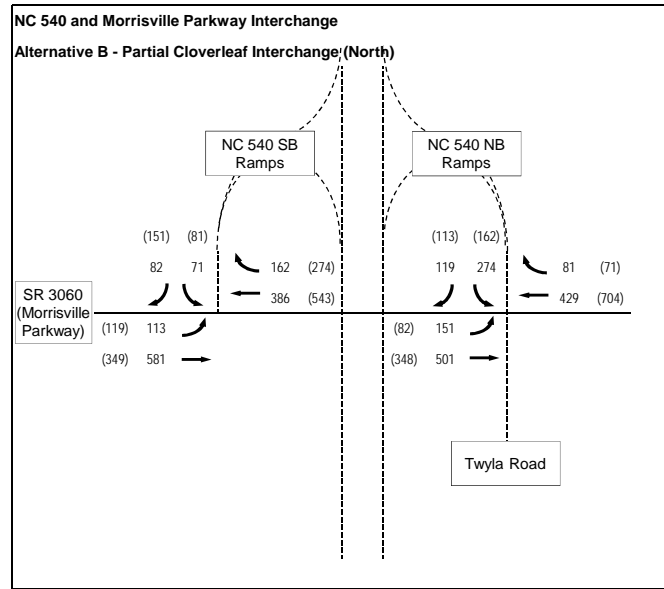 NC 540 and Morrisville Parkway Interchange
Alternative B - Partial Cloverleaf Interchange (North)
NC 540 SB
Ramps
NC 540 NB
Ramps
(151) (81) (113) (162)
82 71 162 (274) 119 274 81 (71)
386 (543) 429 (704)
SR 3060
(Morrisville
Parkway)
(119) 113 (82) 151
(349) 581 (348) 501
Twyla Road